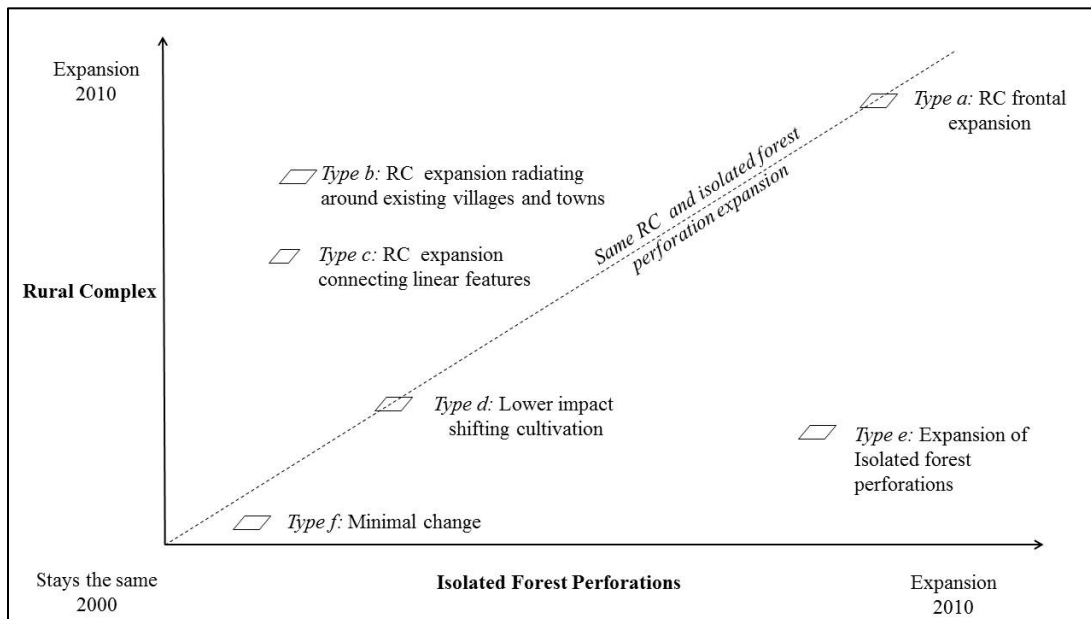 Expansion
2010
Type a: RC frontal
expansion
Type b: RC expansion radiating
around existing villages and towns
Same RC and isolated forest
perforation expansion
Type c: RC expansion
connecting linear features
Rural Complex
Type d: Lower impact
shifting cultivation
Type e: Expansion of
Isolated forest
perforations
Type f: Minimal change
Stays the same
2000
Isolated Forest Perforations
Expansion
2010